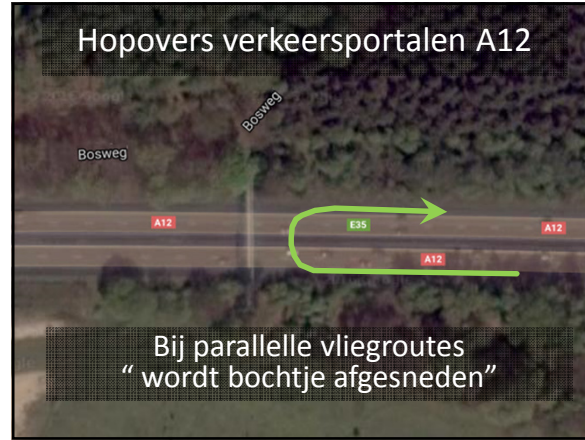 Hopovers verkeersportalen A12
Bosweg
Bosweg
A12
E35
A12
A12
Bij parallelle vliegroutes
“ wordt bochtje afgesneden”